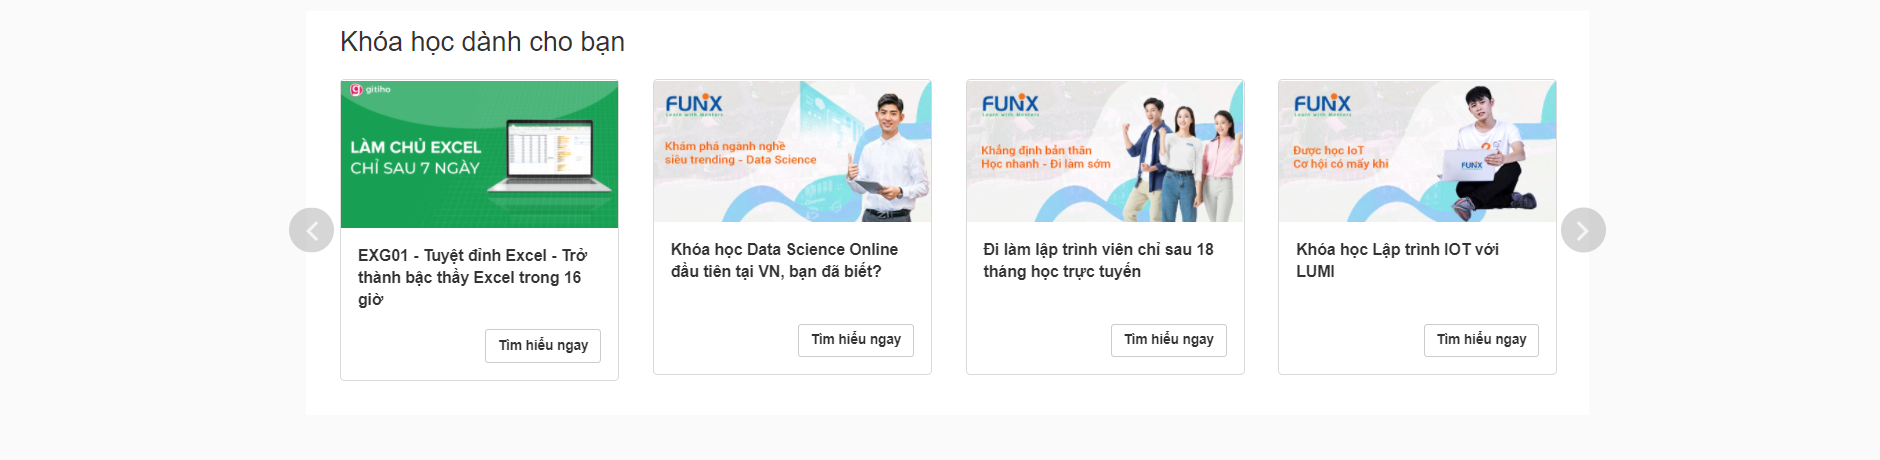 Khóa học dành cho bạn
gitiho
LÀM CHỦ EXCEL
CHỈ SAU 7 NGÀY
EXG01 - Tuyệt đỉnh Excel - Trở
thành bậc thầy Excel trong 16
giờ
Tìm hiểu ngay
FUNiX
Learn with Mentors
Khám phá ngành nghề
siêu trending - Data Science
Khóa học Data Science Online
đầu tiên tại VN, bạn đã biết?
Tìm hiểu ngay
FUNiX
Learn with Mentors
Khẳng định bản thân
Học nhanh - Đi làm sớm
Đi làm lập trình viên chỉ sau 18
tháng học trực tuyến
Tìm hiểu ngay
FUNiX
Learn with Mentors
Được học IoT
Cơ hội có mấy khi
FUNiX
Khóa học Lập trình IOT với
LUMI
Tìm hiểu ngay